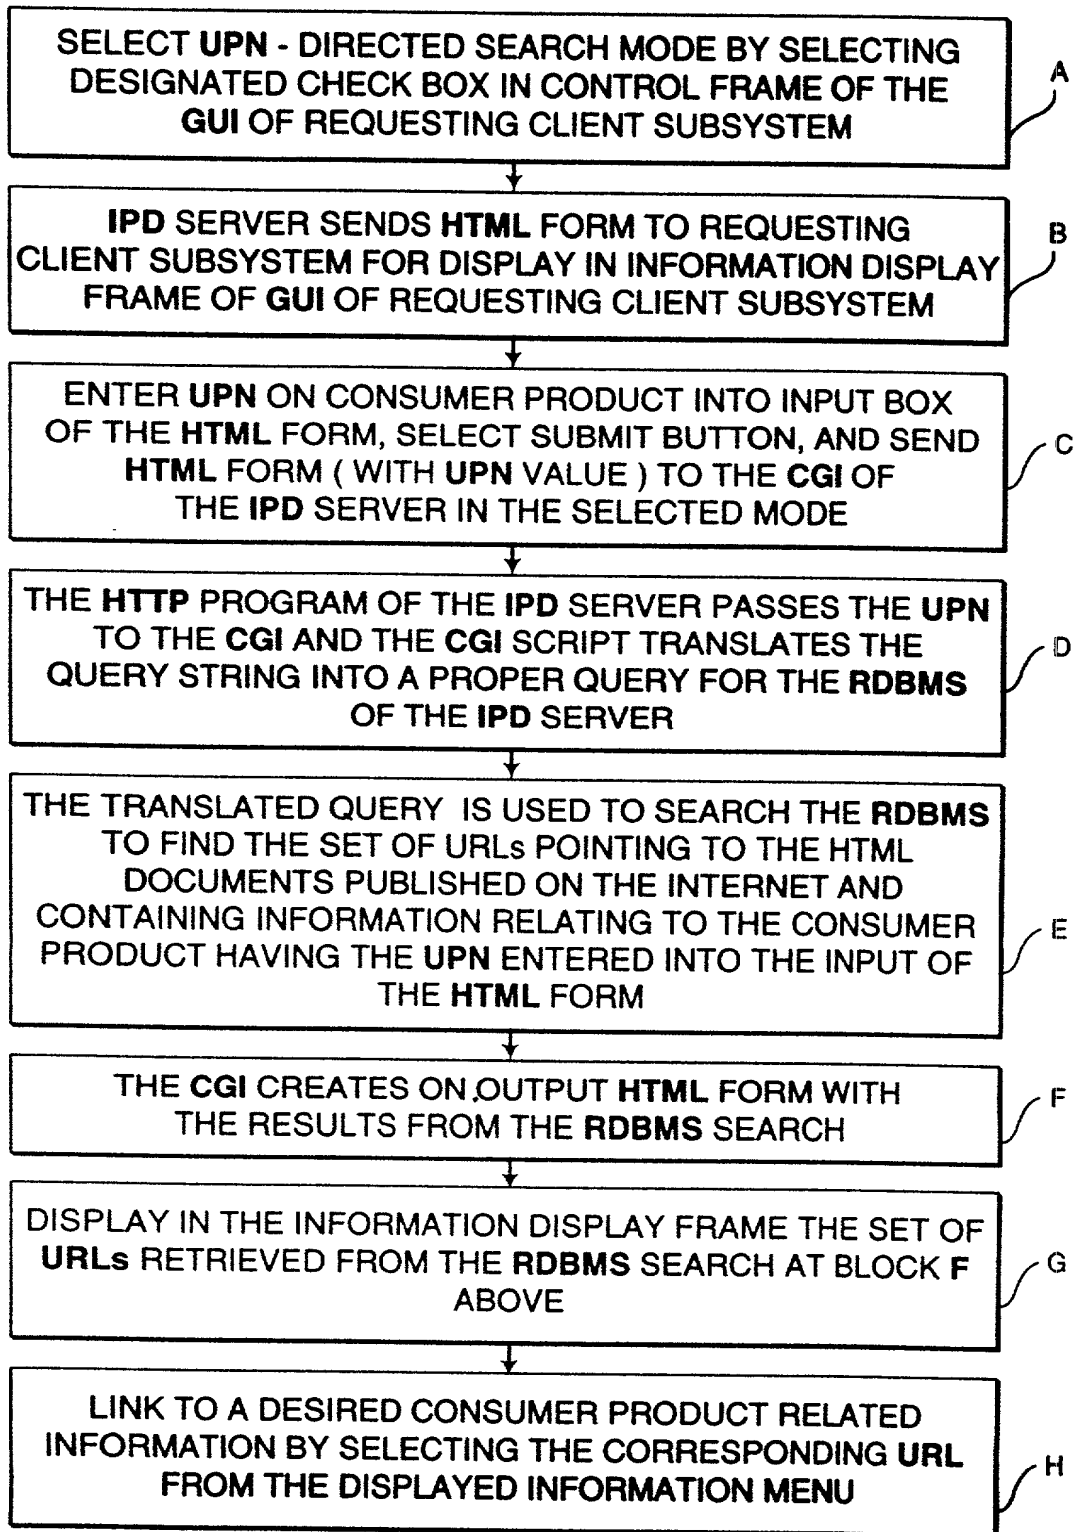 SELECT UPN - DIRECTED SEARCH MODE BY SELECTING
DESIGNATED CHECK BOX IN CONTROL FRAME OF THE
GUI OF REQUESTING CLIENT SUBSYSTEM
A
IPD SERVER SENDS HTML FORM TO REQUESTING
CLIENT SUBSYSTEM FOR DISPLAY IN INFORMATION DISPLAY
FRAME OF GUI OF REQUESTING CLIENT SUBSYSTEM
B
ENTER UPN ON CONSUMER PRODUCT INTO INPUT BOX
OF THE HTML FORM, SELECT SUBMIT BUTTON, AND SEND
HTML FORM ( WITH UPN VALUE ) TO THE CGI OF
THE IPD SERVER IN THE SELECTED MODE
C
THE HTTP PROGRAM OF THE IPD SERVER PASSES THE UPN
TO THE CGI AND THE CGI SCRIPT TRANSLATES THE
QUERY STRING INTO A PROPER QUERY FOR THE RDBMS
OF THE IPD SERVER
D
THE TRANSLATED QUERY IS USED TO SEARCH THE RDBMS
TO FIND THE SET OF URLs POINTING TO THE HTML
DOCUMENTS PUBLISHED ON THE INTERNET AND
CONTAINING INFORMATION RELATING TO THE CONSUMER
PRODUCT HAVING THE UPN ENTERED INTO THE INPUT OF
THE HTML FORM
E
THE CGI CREATES ON OUTPUT HTML FORM WITH
THE RESULTS FROM THE RDBMS SEARCH
F
DISPLAY IN THE INFORMATION DISPLAY FRAME THE SET OF
URLs RETRIEVED FROM THE RDBMS SEARCH AT BLOCK F
ABOVE
G
LINK TO A DESIRED CONSUMER PRODUCT RELATED
INFORMATION BY SELECTING THE CORRESPONDING URL
FROM THE DISPLAYED INFORMATION MENU
H